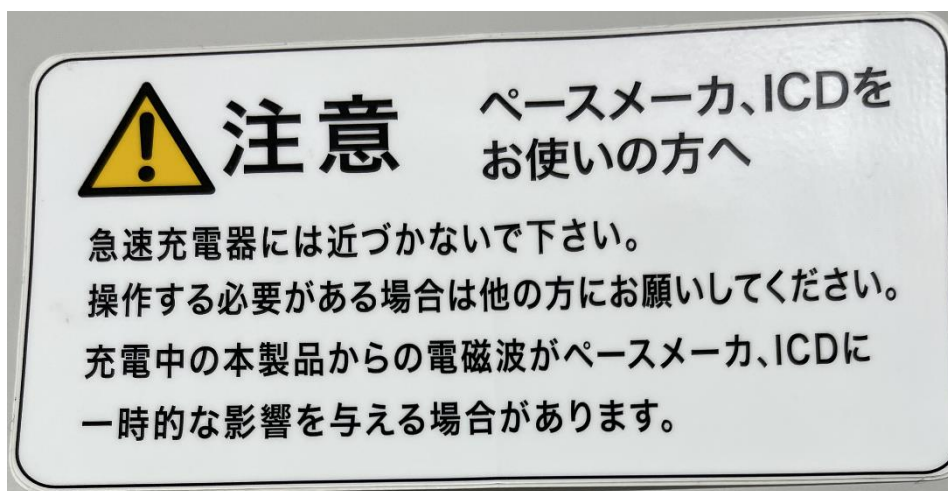 注意
ペースメーカ、ICDを
お使いの方へ
急速充電器には近づかないで下さい。
操作する必要がある場合は他の方にお願いしてください。
充電中の本製品からの電磁波がペースメーカ、ICDに
一時的な影響を与える場合があります。